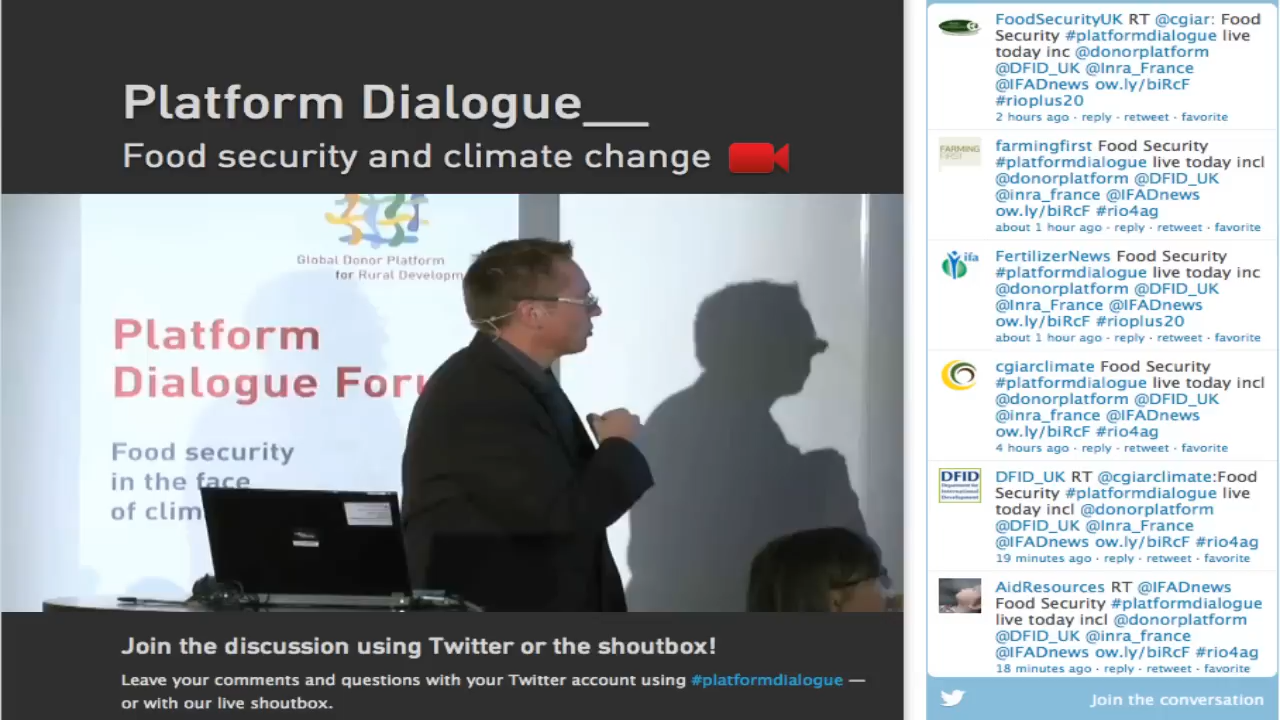 Platform Dialogue__
Food security and climate change
Global Donor Platform
for Rural Developm
Platform
Dialogue Foru
Food security
in the face
of clim
Join the discussion using Twitter or the shoutbox!
Leave your comments and questions with your Twitter account using #platformdialogue —
or with our live shoutbox.
FoodSecurityUK RT @cgiar: Food
Security #platformdialogue live
today inc @donorplatform
@DFID_UK @Inra_France
@IFADnews ow.ly/biRcF
#rioplus20
2 hours ago · reply · retweet · favorite
FARMING
FIRST
farmingfirst Food Security
#platformdialogue live today incl
@donorplatform @DFID_UK
@inra_france @IFADnews
ow.ly/biRcF #rio4ag
about 1 hour ago · reply · retweet · favorite
ifa
FertilizerNews Food Security
#platformdialogue live today inc
@donorplatform @DFID_UK
@Inra_France @IFADnews
ow.ly/biRcF #rioplus20
about 1 hour ago · reply · retweet · favorite
cgiarclimate Food Security
#platformdialogue live today incl
@donorplatform @DFID_UK
@inra_france @IFADnews
ow.ly/biRcF #rio4ag
4 hours ago · reply · retweet · favorite
DFID
Department for
International
Development
DFID_UK RT @cgiarclimate:Food
Security #platformdialogue live
today incl @donorplatform
@DFID_UK @Inra_France
@IFADnews ow.ly/biRcF #rio4ag
19 minutes ago · reply · retweet · favorite
AidResources RT @IFADnews
Food Security #platformdialogue
live today incl @donorplatform
@DFID_UK @inra_france
@IFADnews ow.ly/biRcF #rio4ag
18 minutes ago · reply · retweet · favorite
Join the conversation